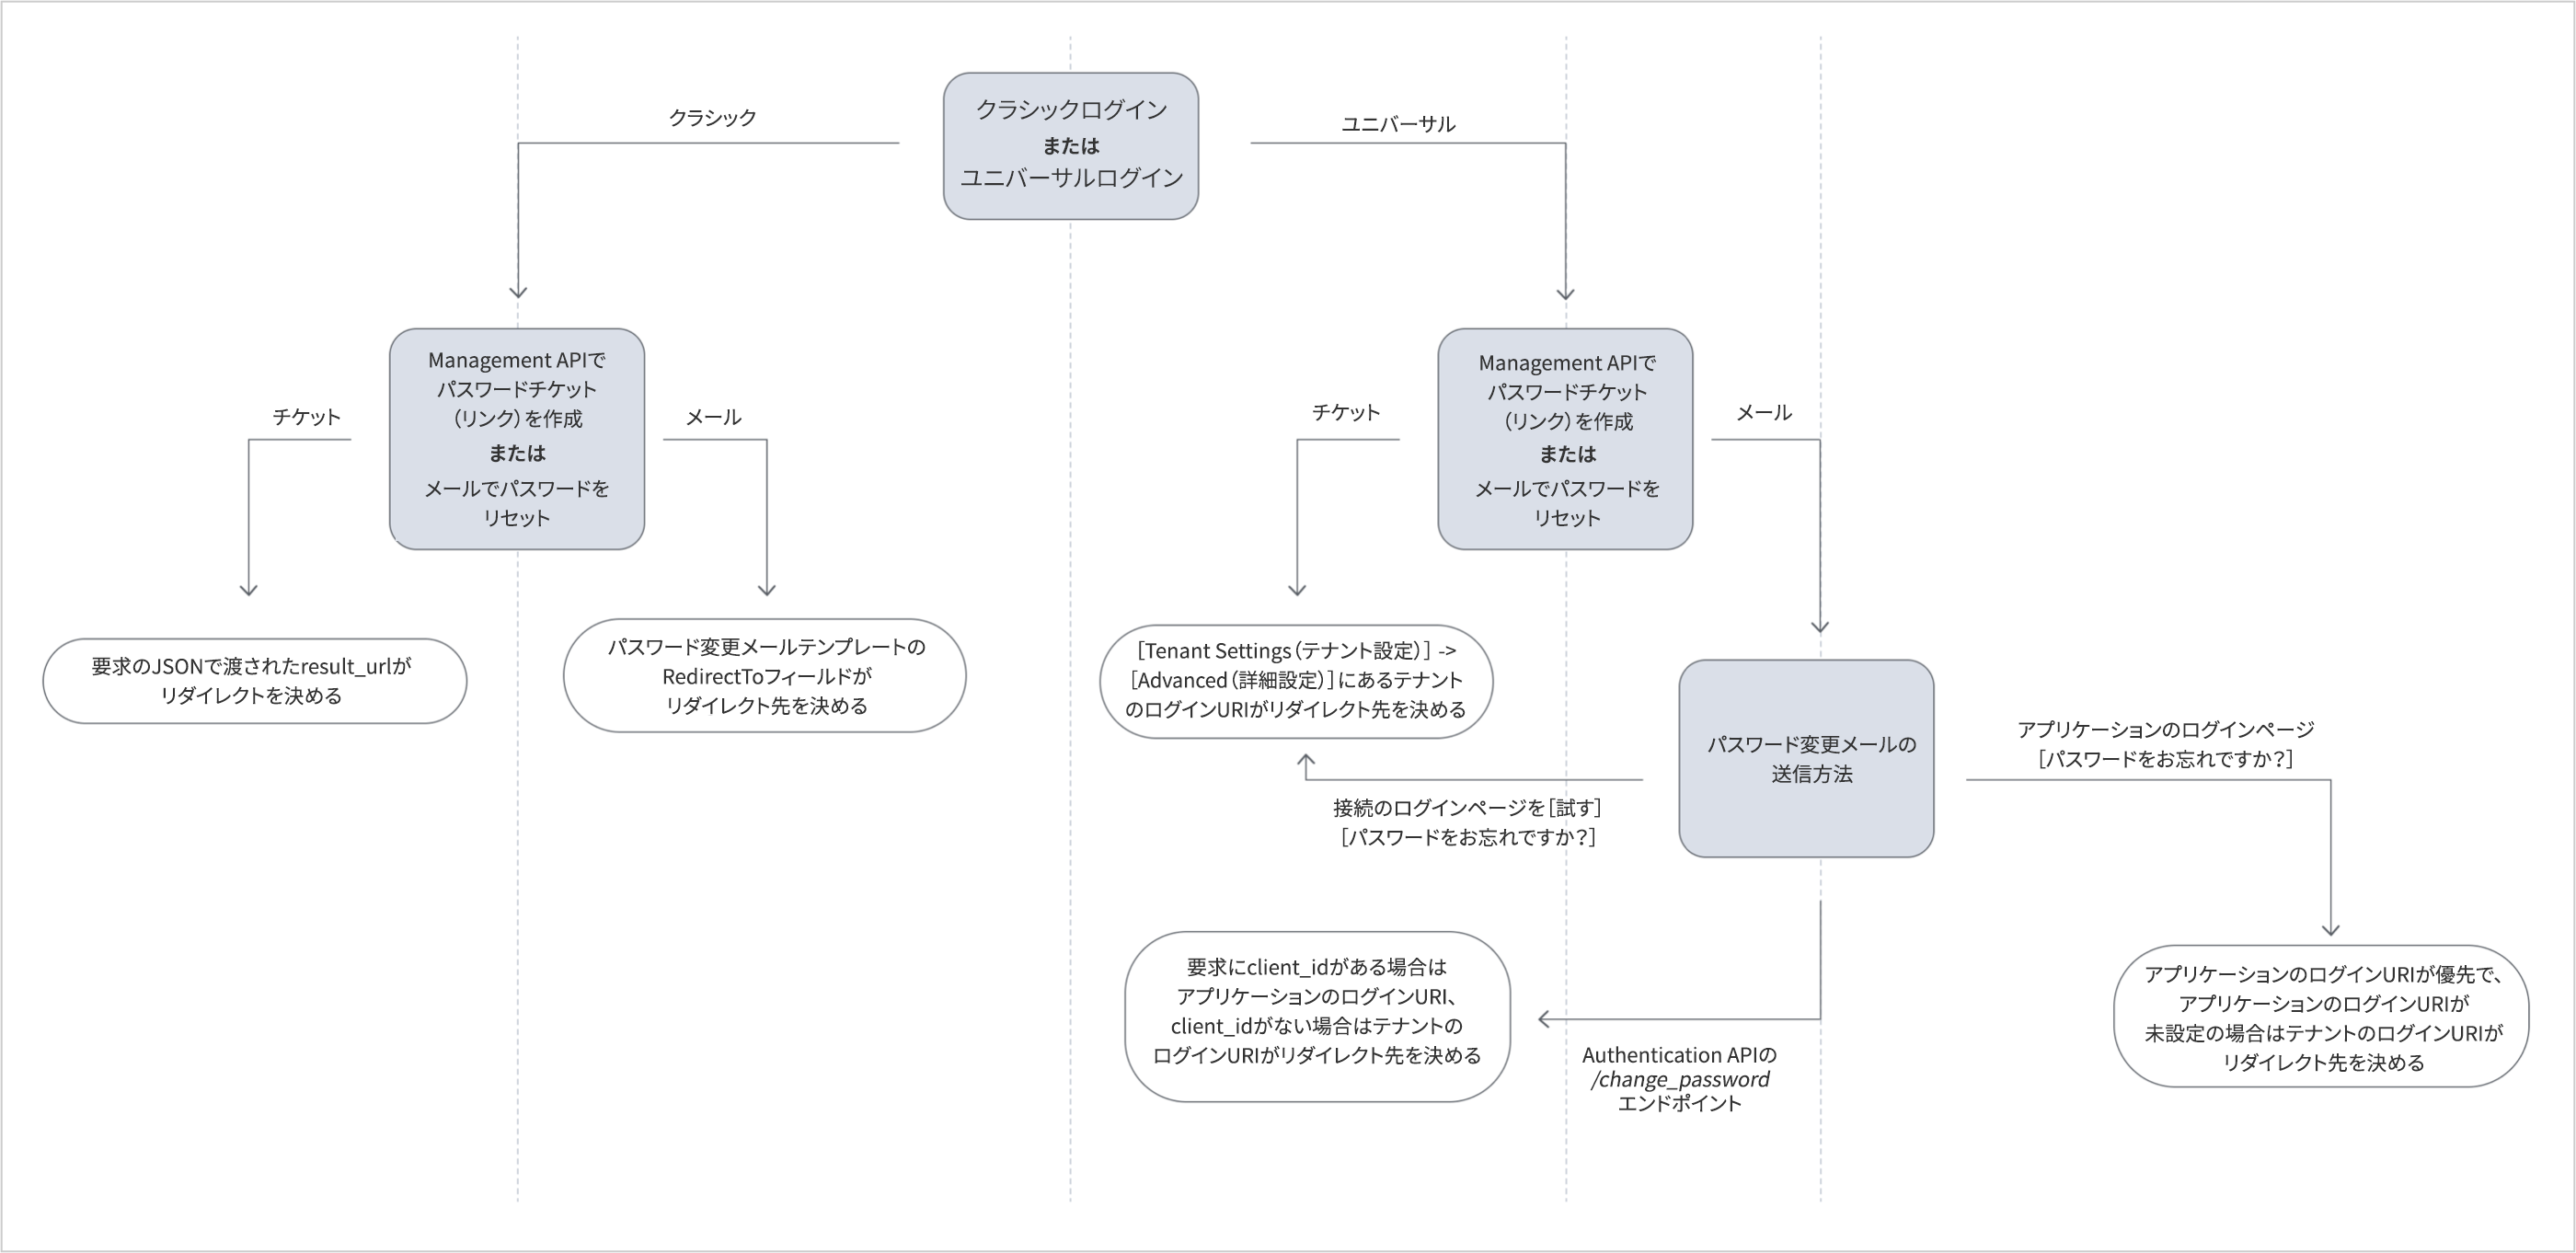 クラシックログイン
または
ユニバーサルログイン
クラシック
ユニバーサル
Management APIで
パスワードチケット
（リンク）を作成
または
メールでパスワードを
リセット
チケット
メール
Management APIで
パスワードチケット
（リンク）を作成
または
メールでパスワードを
リセット
チケット
メール
要求のJSONで渡されたresult_urlが
リダイレクトを決める
パスワード変更メールテンプレートの
RedirectToフィールドが
リダイレクト先を決める
［Tenant Settings（テナント設定）］ ->
［Advanced（詳細設定）］にあるテナント
のログインURIがリダイレクト先を決める
パスワード変更メールの
送信方法
アプリケーションのログインページ
［パスワードをお忘れですか？］
接続のログインページを［試す］
［パスワードをお忘れですか？］
要求にclient_idがある場合は
アプリケーションのログインURI、
client_idがない場合はテナントの
ログインURIがリダイレクト先を決める
Authentication APIの
/change_password
エンドポイント
アプリケーションのログインURIが優先で、
アプリケーションのログインURIが
未設定の場合はテナントのログインURIが
リダイレクト先を決める